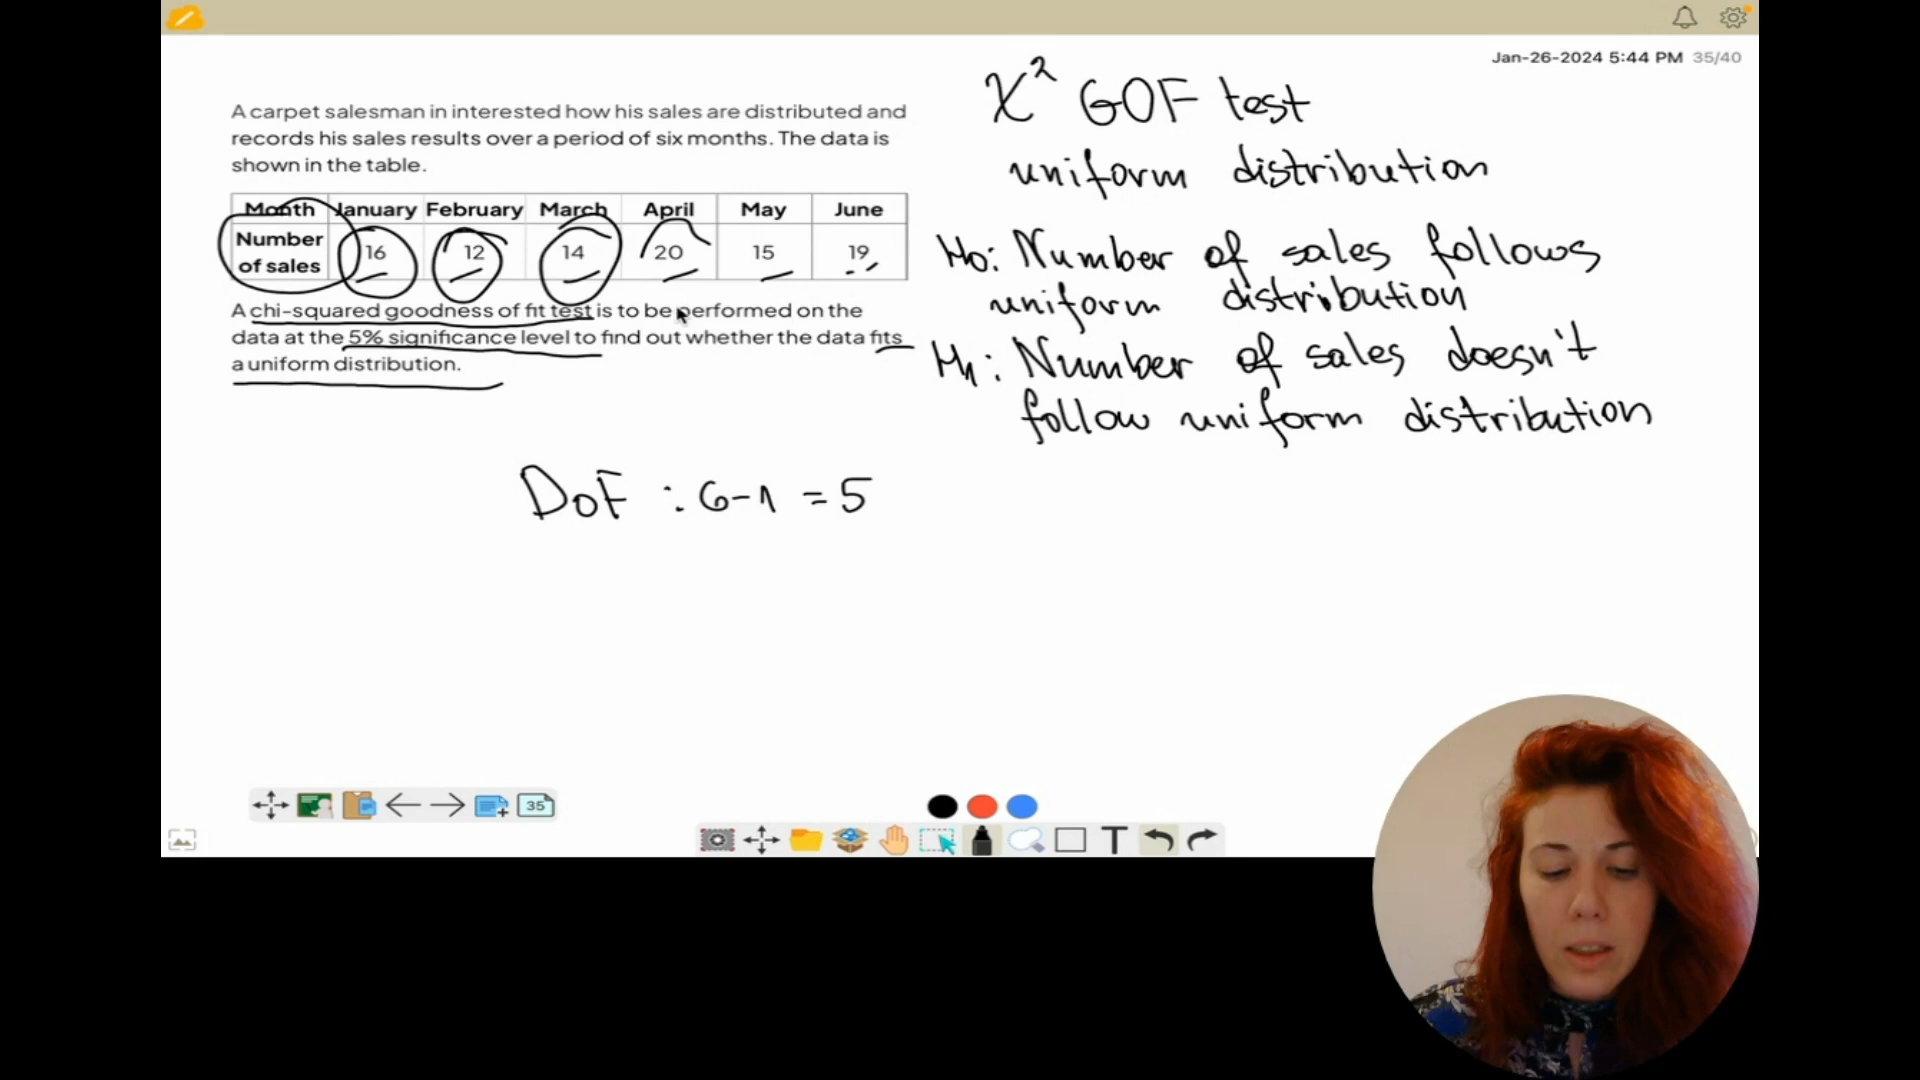 Jan-26-2024 5:44 PM 35/40
A carpet salesman in interested how his sales are distributed and
records his sales results over a period of six months. The data is
shown in the table.
Month January February March April May June
Number of sales 16 12 14 20 15 19
A chi-squared goodness of fit test is to be performed on the
data at the 5% significance level to find out whether the data fits
a uniform distribution.
χ² GOF test
uniform distribution
H₀: Number of sales follows
uniform distribution
H₁: Number of sales doesn't
follow uniform distribution
DoF : 6-1 = 5
35
T